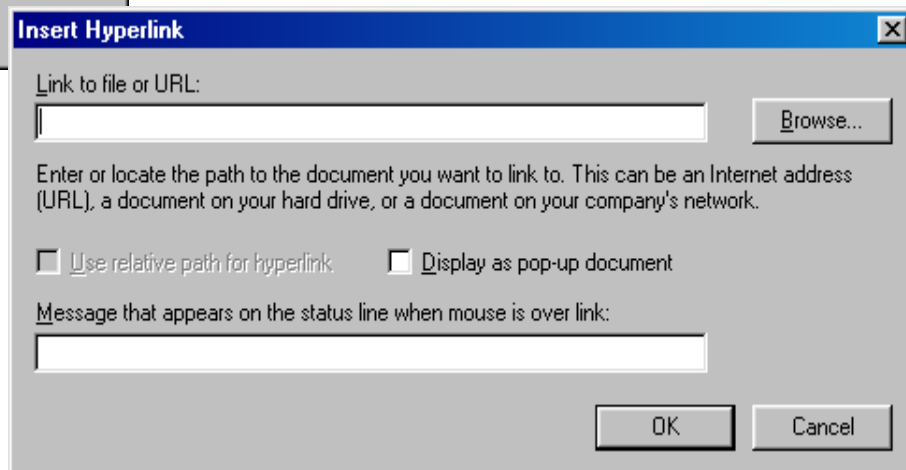 Insert Hyperlink
Link to file or URL:
Browse...
Enter or locate the path to the document you want to link to. This can be an Internet address
(URL), a document on your hard drive, or a document on your company's network.
Use relative path for hyperlink
Display as pop-up document
Message that appears on the status line when mouse is over link:
OK
Cancel